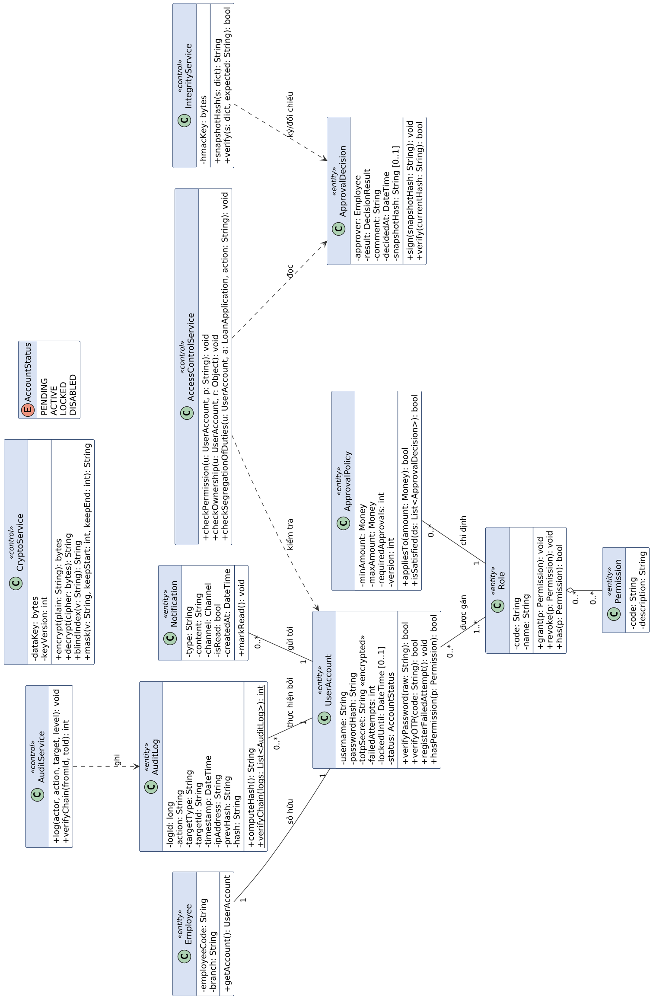 «control»
C AuditService
+log(actor, action, target, level): void
+verifyChain(fromId, toId): int
«control»
C CryptoService
-dataKey: bytes
-keyVersion: int
+encrypt(plain: String): bytes
+decrypt(cipher: bytes): String
+blindIndex(v: String): String
+mask(v: String, keepStart: int, keepEnd: int): String
E AccountStatus
PENDING
ACTIVE
LOCKED
DISABLED
ghi
«entity»
C Employee
-employeeCode: String
-branch: String
+getAccount(): UserAccount
«entity»
C AuditLog
-logId: long
-action: String
-targetType: String
-targetId: String
-timestamp: DateTime
-ipAddress: String
-prevHash: String
-hash: String
+computeHash(): String
+verifyChain(logs: List<AuditLog>): int
«entity»
C Notification
-type: String
-content: String
-channel: Channel
-isRead: bool
-createdAt: DateTime
+markRead(): void
«control»
C AccessControlService
+checkPermission(u: UserAccount, p: String): void
+checkOwnership(u: UserAccount, r: Object): void
+checkSegregationOfDuties(u: UserAccount, a: LoanApplication, action: String): void
«control»
C IntegrityService
-hmacKey: bytes
+snapshotHash(s: dict): String
+verify(s: dict, expected: String): bool
1
0..*
0..*
sở hữu
thực hiện bởi
gửi tới
kiểm tra
đọc
ký/đối chiếu
1
1
1
«entity»
C UserAccount
-username: String
-passwordHash: String
-totpSecret: String «encrypted»
-failedAttempts: int
-lockedUntil: DateTime [0..1]
-status: AccountStatus
+verifyPassword(raw: String): bool
+verifyOTP(code: String): bool
+registerFailedAttempt(): void
+hasPermission(p: Permission): bool
«entity»
C ApprovalPolicy
-minAmount: Money
-maxAmount: Money
-requiredApprovals: int
-version: int
+appliesTo(amount: Money): bool
+isSatisfied(ds: List<ApprovalDecision>): bool
«entity»
C ApprovalDecision
-approver: Employee
-result: DecisionResult
-comment: String
-decidedAt: DateTime
-snapshotHash: String [0..1]
+sign(snapshotHash: String): void
+verify(currentHash: String): bool
0..*
0..*
được gán
chỉ định
1..*
1
«entity»
C Role
-code: String
-name: String
+grant(p: Permission): void
+revoke(p: Permission): void
+has(p: Permission): bool
0..*
0..*
«entity»
C Permission
-code: String
-description: String